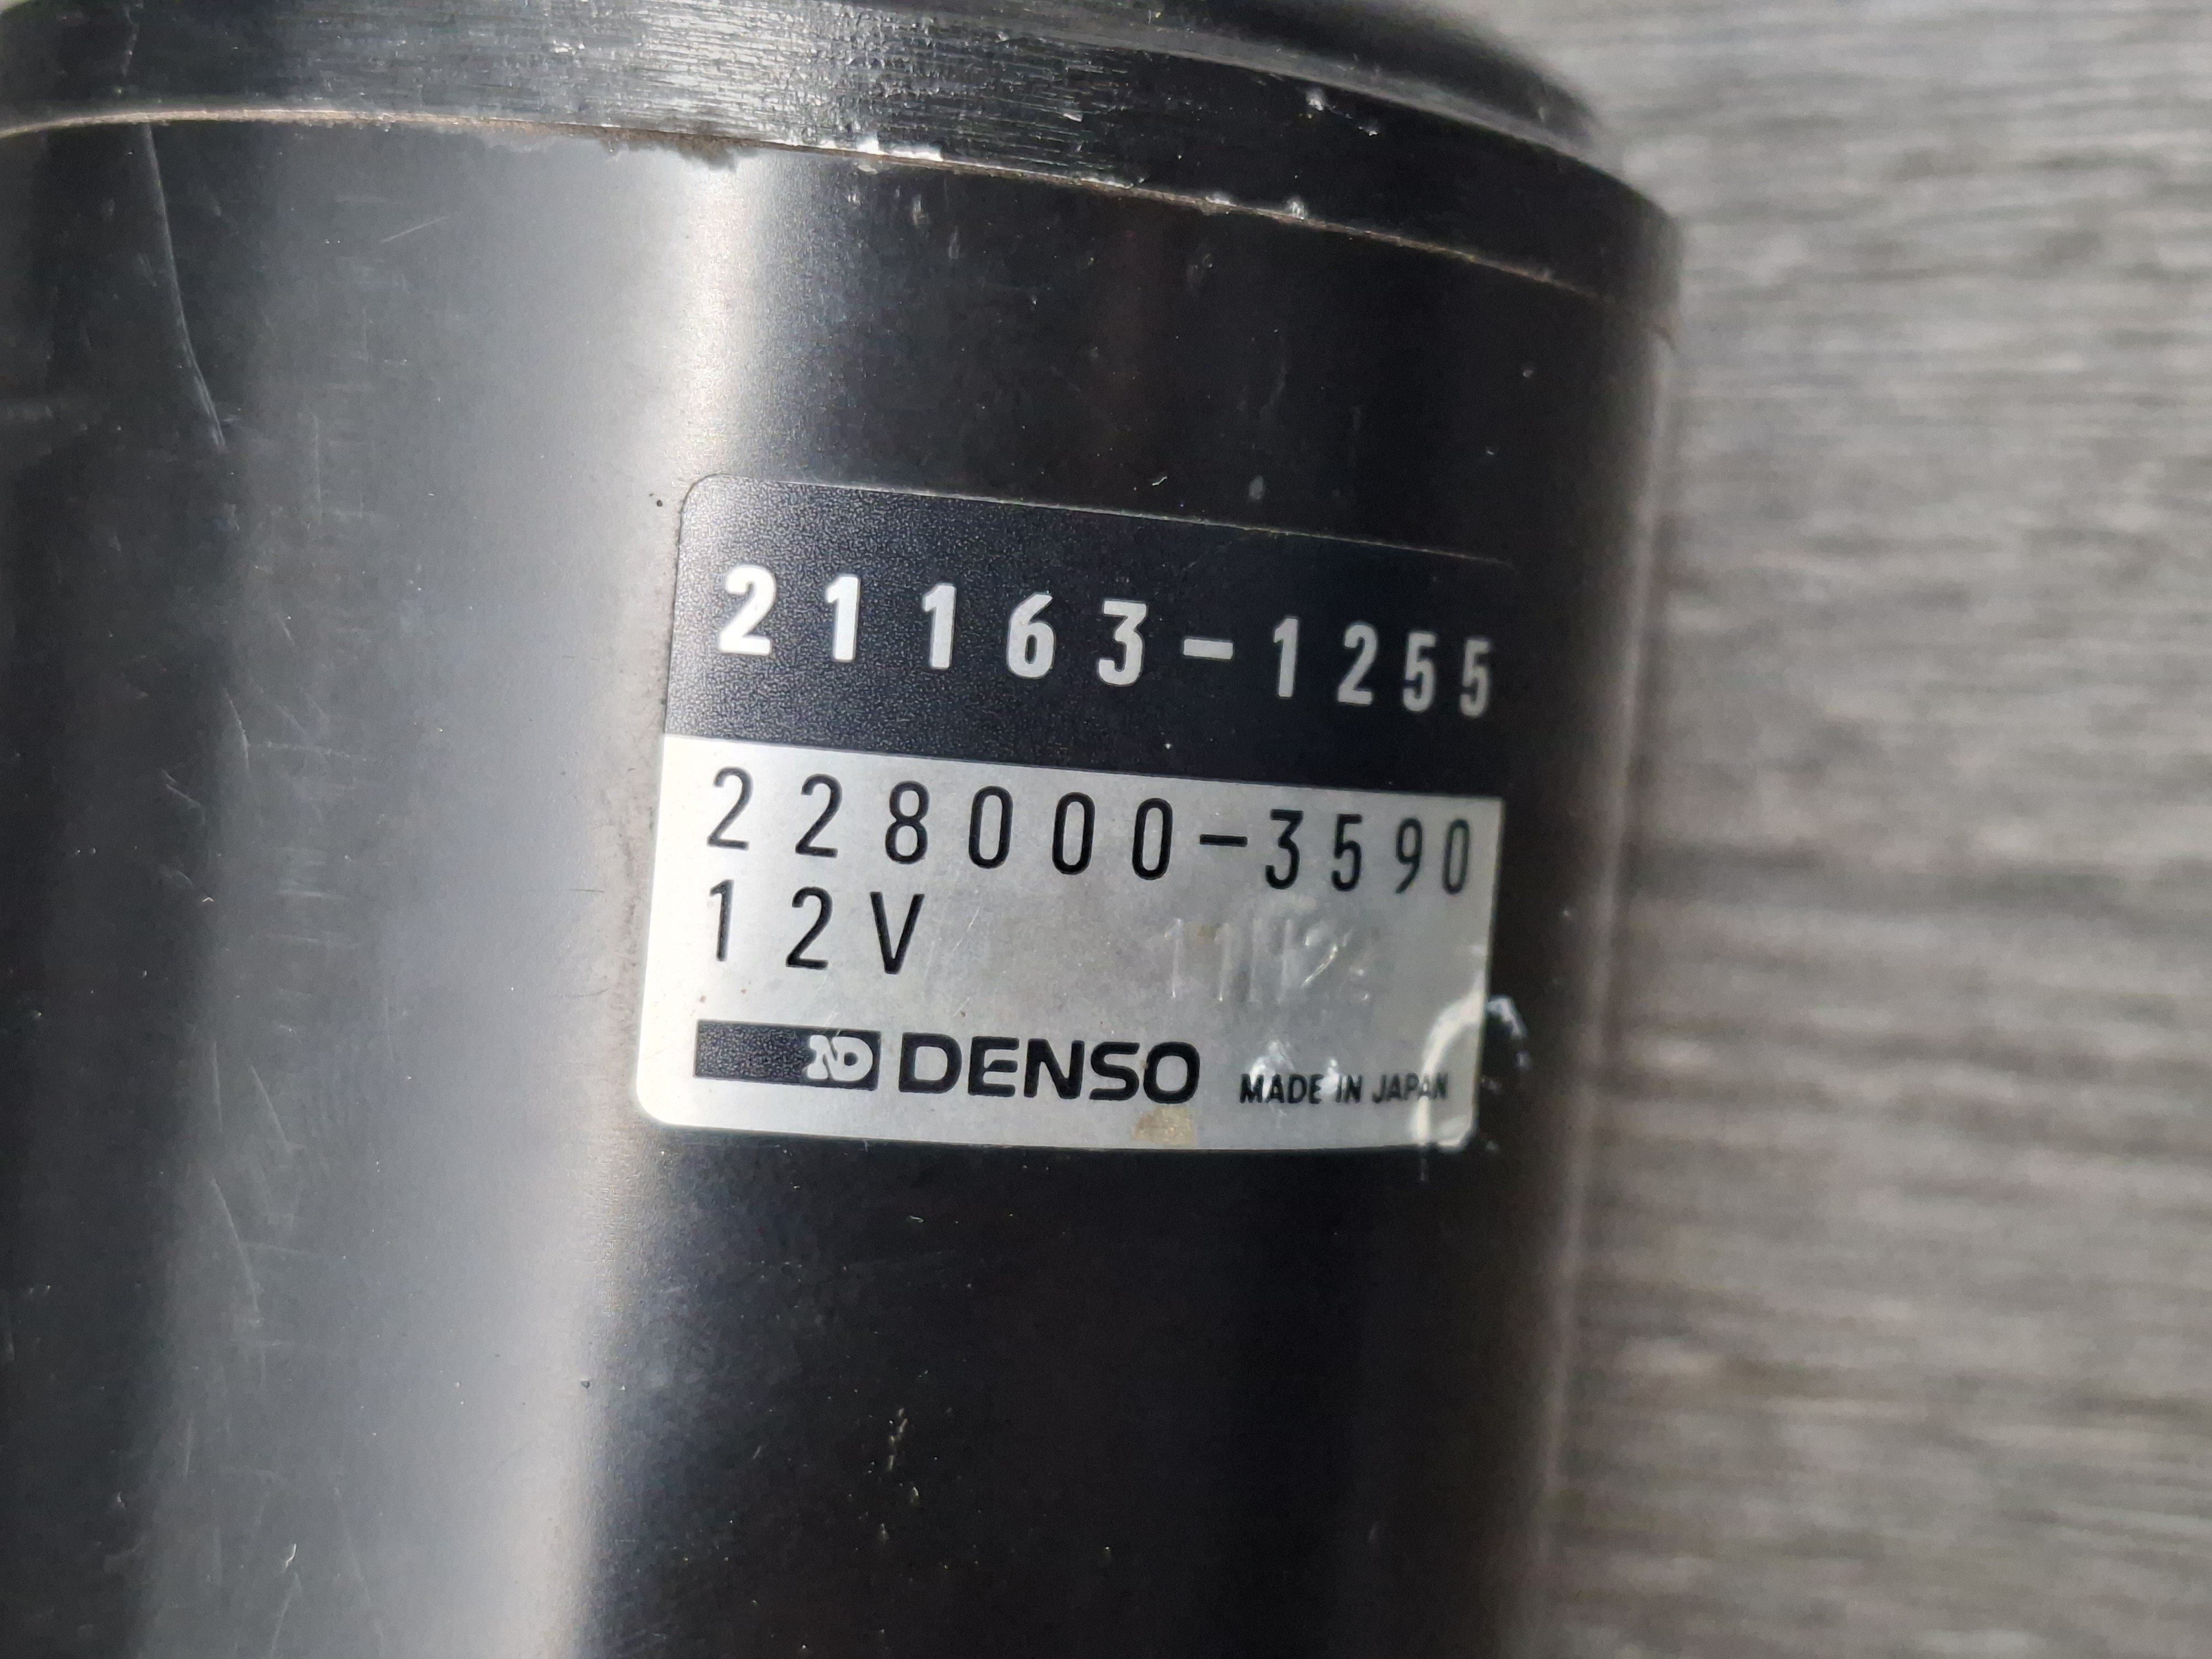 21163-1255
228000-3590
12V
ND DENSO MADE IN JAPAN